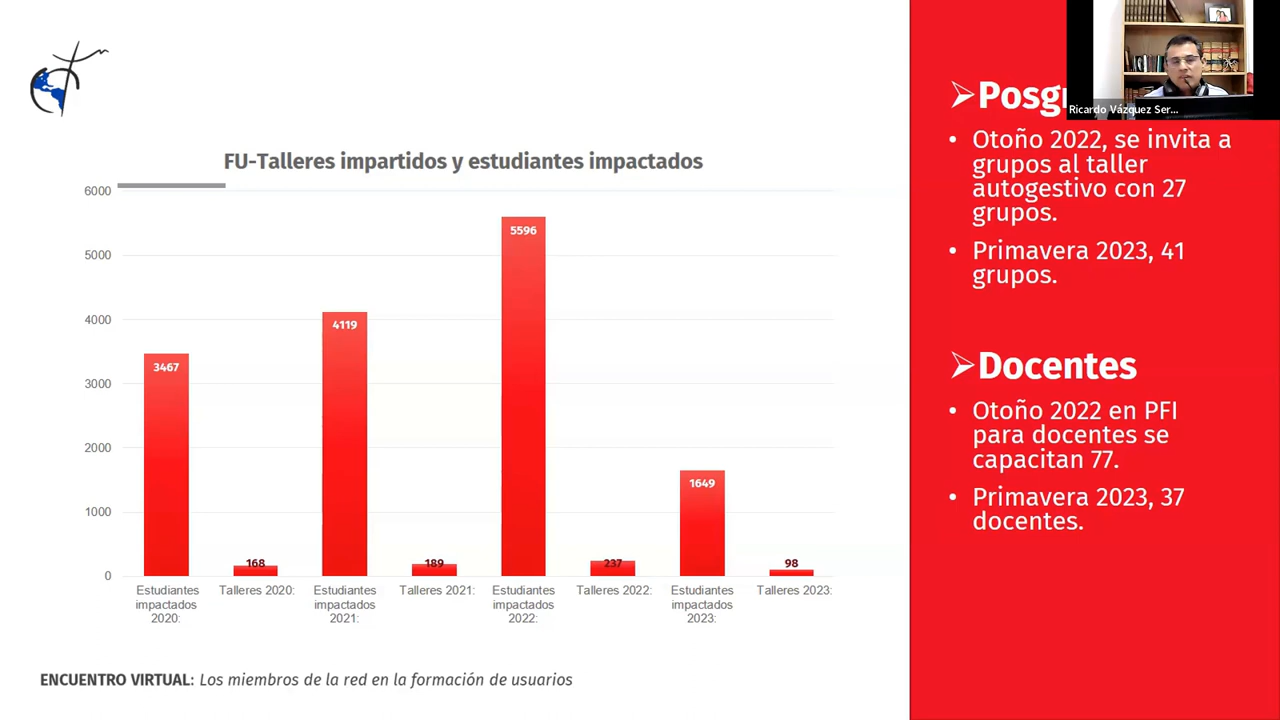 FU-Talleres impartidos y estudiantes impactados
6000
5000
4000
3000
2000
1000
0
3467
168
4119
189
5596
237
1649
98
Estudiantes
impactados
2020:
Talleres 2020:
Estudiantes
impactados
2021:
Talleres 2021:
Estudiantes
impactados
2022:
Talleres 2022:
Estudiantes
impactados
2023:
Talleres 2023:
ENCUENTRO VIRTUAL: Los miembros de la red en la formación de usuarios
Ricardo Vázquez Ser...
• Otoño 2022, se invita a
grupos al taller
autogestivo con 27
grupos.
• Primavera 2023, 41
grupos.
➢Docentes
• Otoño 2022 en PFI
para docentes se
capacitan 77.
• Primavera 2023, 37
docentes.